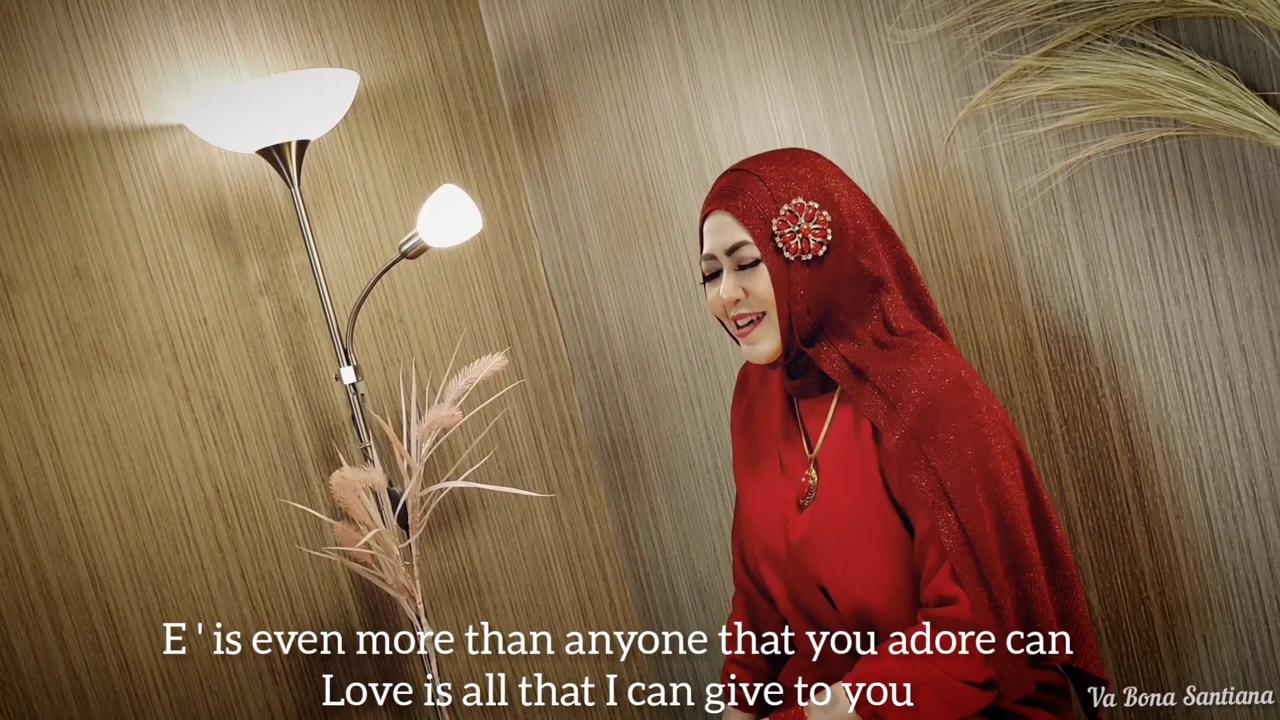 E ' is even more than anyone that you adore can
Love is all that I can give to you
Va Bona Santiana